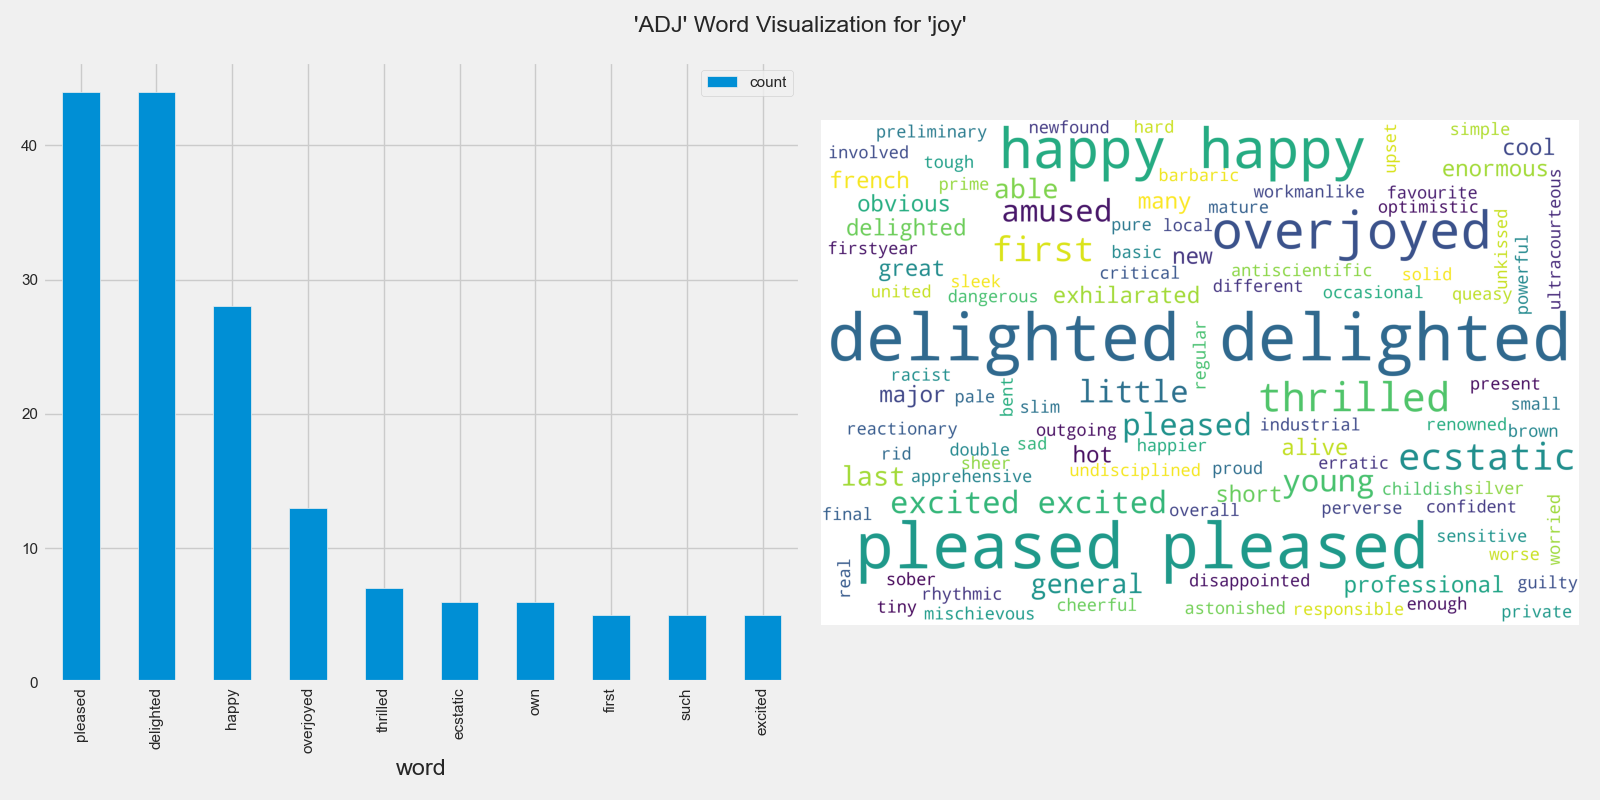 'ADJ' Word Visualization for 'joy'
count
40
30
20
10
0
pleased
delighted
happy
overjoyed
thrilled
ecstatic
own
first
such
excited
word
preliminary newfound hard happy happy upset simple
involved tough cool
french prime able barbaric enormous
obvious amused many workmanlike favourite
mature optimistic ultracourteous
delighted pure local overjoyed unkissed
firstyear first basic new powerful
great critical antiscientific solid
united sleek different
dangerous exhilarated occasional queasy
delighted regular delighted
racist bent present
major pale slim little thrilled small
reactionary outgoing pleased industrial renowned brown
rid double sad happier alive
sheer hot erratic ecstatic
last apprehensive undisciplined proud
young childish silver
excited excited short
final overall perverse confident
pleased pleased sensitive worried
worse
real sober general disappointed professional guilty
rhythmic
tiny mischievous cheerful astonished responsible enough private